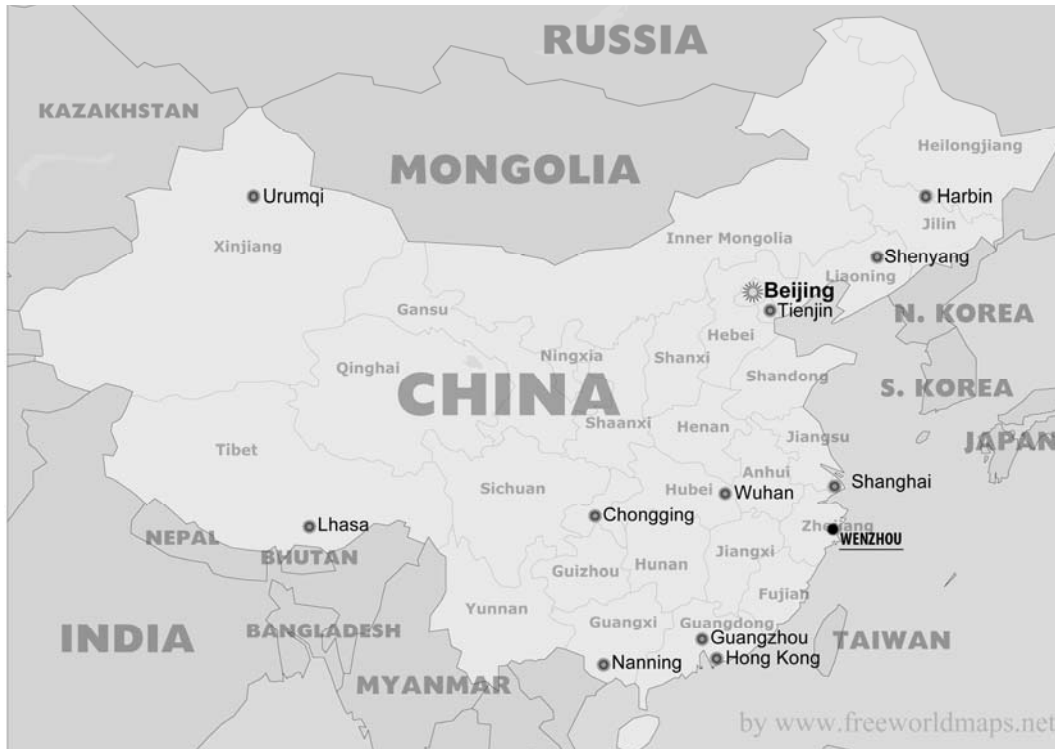 RUSSIA
KAZAKHSTAN
MONGOLIA
Heilongjiang
Urumqi
Harbin
Jilin
Xinjiang
Inner Mongolia
Shenyang
Liaoning
Beijing
Tienjin
Gansu
N. KOREA
Hebei
Ningxia
Shanxi
Qinghai
Shandong
CHINA
S. KOREA
Shaanxi
Henan
Jiangsu
JAPAN
Tibet
Anhui
Sichuan
Hubei
Wuhan
Shanghai
Chongging
Lhasa
Zhejiang
NEPAL
WENZHOU
BHUTAN
Jiangxi
Hunan
Guizhou
Fujian
Yunnan
Guangxi
Guangdong
BANGLADESH
INDIA
Guangzhou
TAIWAN
Hong Kong
Nanning
MYANMAR
by www.freeworldmaps.net